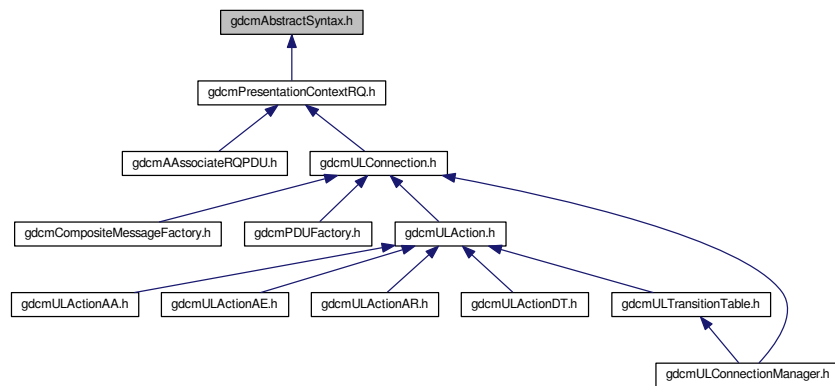 gdcmAbstractSyntax.h
gdcmPresentationContextRQ.h
gdcmAAssociateRQPDU.h
gdcmULConnection.h
gdcmCompositeMessageFactory.h
gdcmPDUFactory.h
gdcmULAction.h
gdcmULActionAA.h
gdcmULActionAE.h
gdcmULActionAR.h
gdcmULActionDT.h
gdcmULTransitionTable.h
gdcmULConnectionManager.h